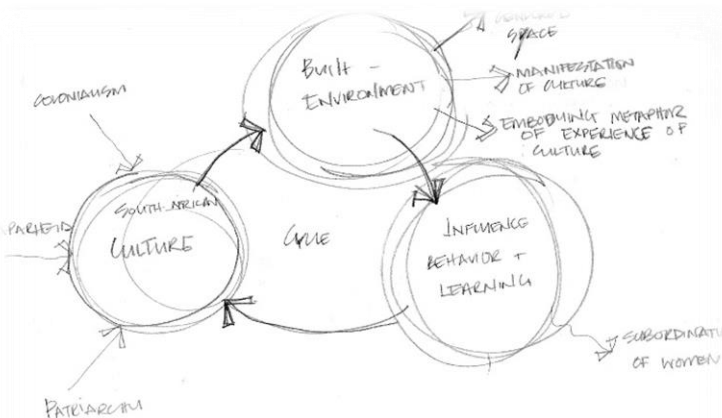 SPACE
BUILT -
ENVIRONMENT
MANIFESTATION
OF CULTURE
EMBODYING METAPHOR
OF EXPERIENCE OF
CULTURE
COLONIALISM
SOUTH-AFRICAN
CULTURE
PARHEID
CYCLE
INFLUENCE
BEHAVIOR +
LEARNING
SUBORDINATI
OF WOMEN
PATRIARCHY